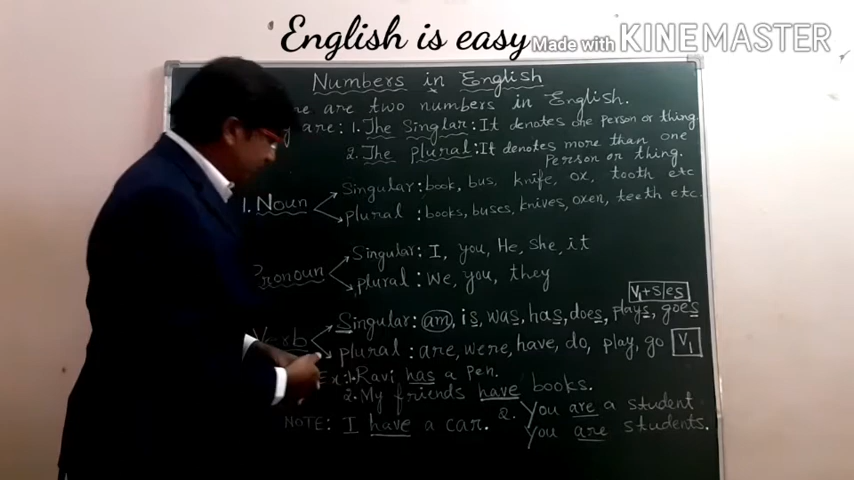 English is easy
Made with KINEMASTER
Numbers in English
are two numbers in English.
are: 1. The Singlar: It denotes one person or thing.
2. The plural: It denotes more than one
Person or thing.
1. Noun
Singular: book, bus, knife, ox, tooth etc
plural: books, buses, knives, oxen, teeth etc.
Pronoun
Singular: I, you, He, she, it
plural: We, you, they
V1+s/es
Singular: am, is, was, has, does, plays, goes
plural: are, were, have, do, play, go V1
Ex: 1. Ravi has a pen.
2. My friends have books.
NOTE: I have a car. 2. You are a student
You are students.